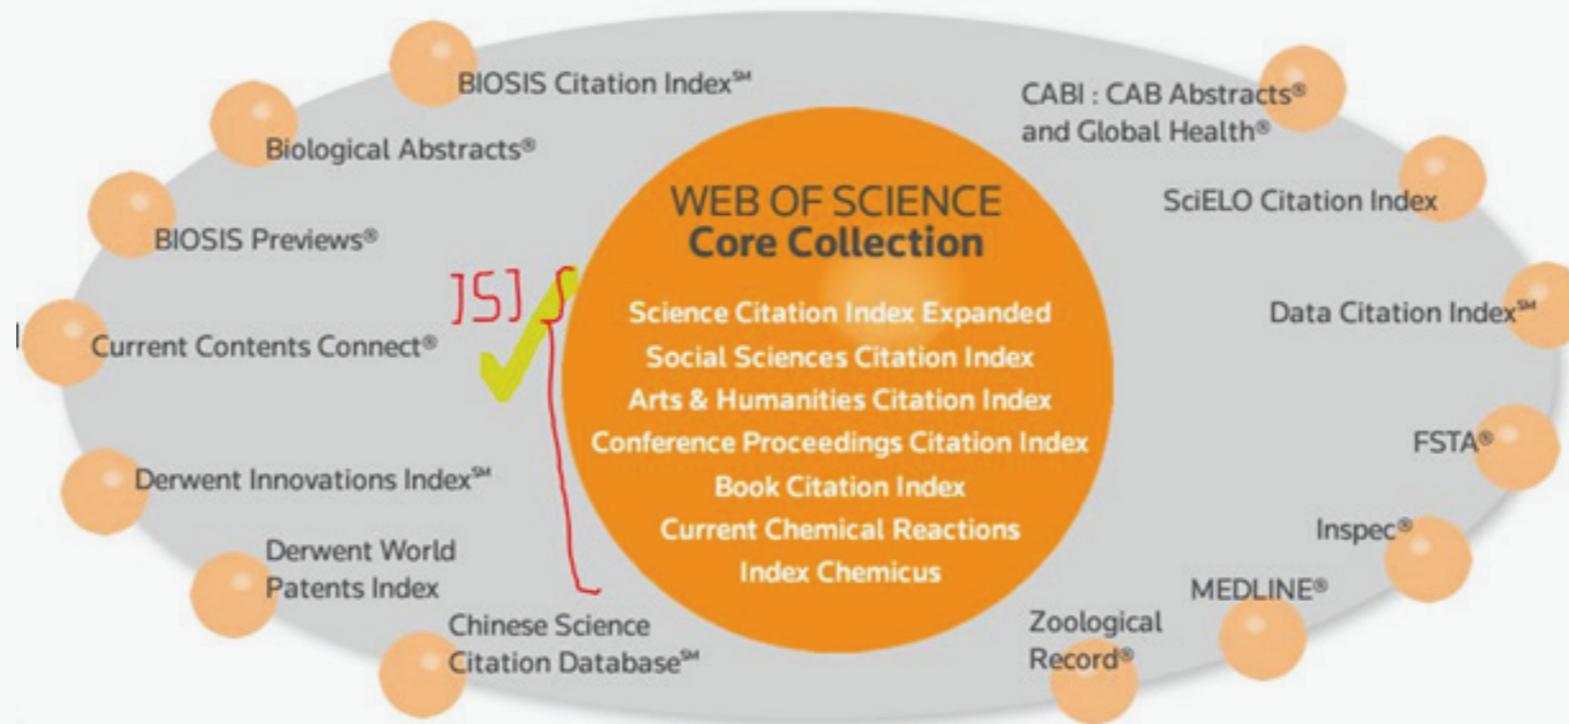 BIOSIS Citation Index℠
Biological Abstracts®
BIOSIS Previews®
Current Contents Connect®
Derwent Innovations Index℠
Derwent World
Patents Index
Chinese Science
Citation Database℠
ISI
WEB OF SCIENCE
Core Collection
Science Citation Index Expanded
Social Sciences Citation Index
Arts & Humanities Citation Index
Conference Proceedings Citation Index
Book Citation Index
Current Chemical Reactions
Index Chemicus
CABI : CAB Abstracts®
and Global Health®
SciELO Citation Index
Data Citation Index℠
FSTA®
Inspec®
MEDLINE®
Zoological
Record®